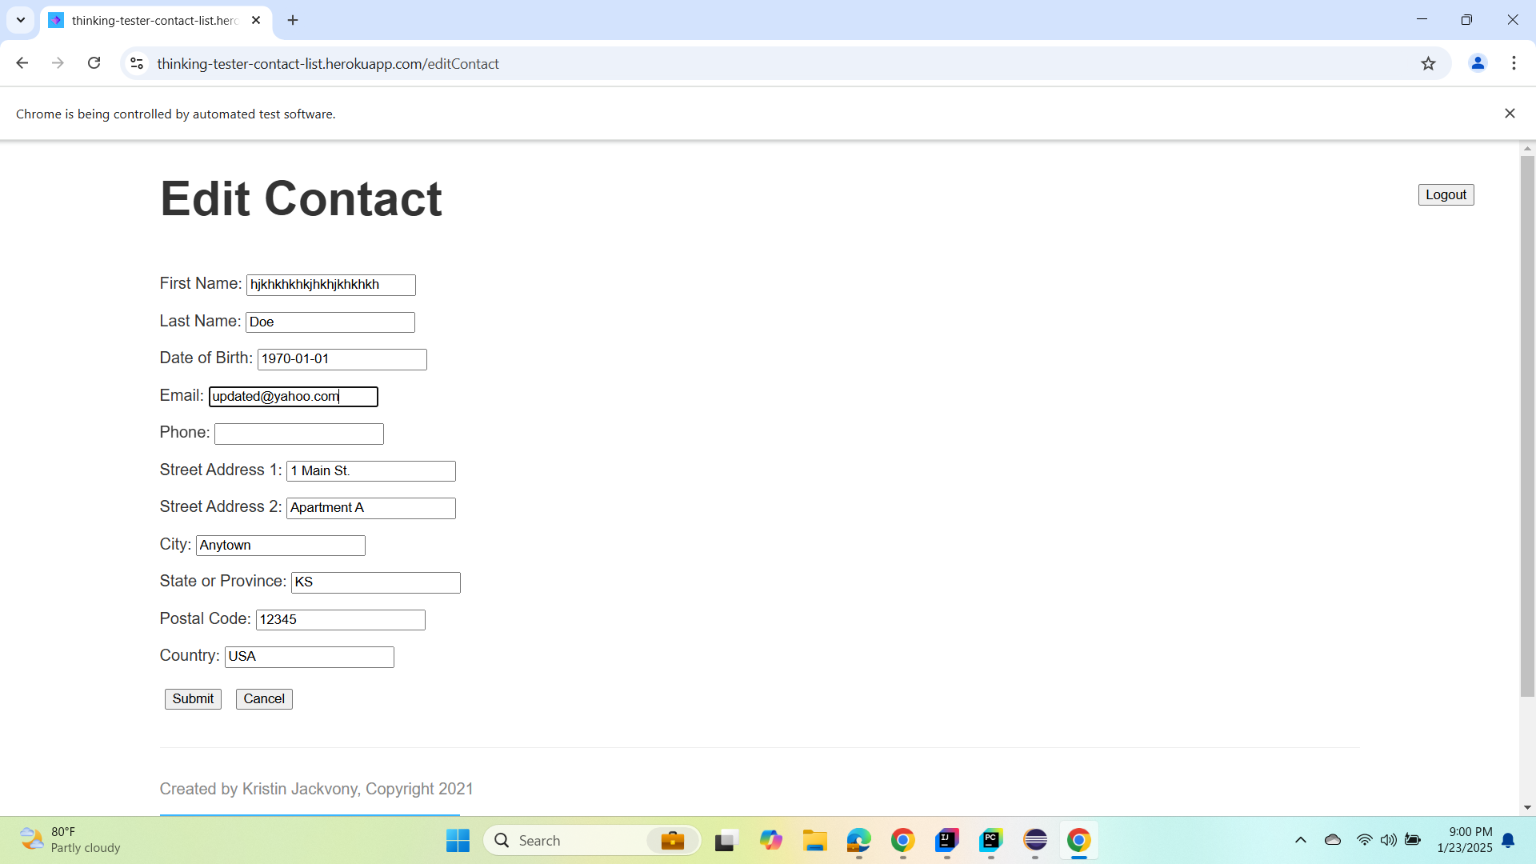 thinking-tester-contact-list.herc
thinking-tester-contact-list.herokuapp.com/editContact
Chrome is being controlled by automated test software.
Edit Contact
Logout
First Name: hjkhkhkhkjhkhjkhkhkh
Last Name: Doe
Date of Birth: 1970-01-01
Email: updated@yahoo.com
Phone:
Street Address 1: 1 Main St.
Street Address 2: Apartment A
City: Anytown
State or Province: KS
Postal Code: 12345
Country: USA
Submit Cancel
Created by Kristin Jackvony, Copyright 2021
80°F
Partly cloudy
Search
IJ
PC
9:00 PM
1/23/2025